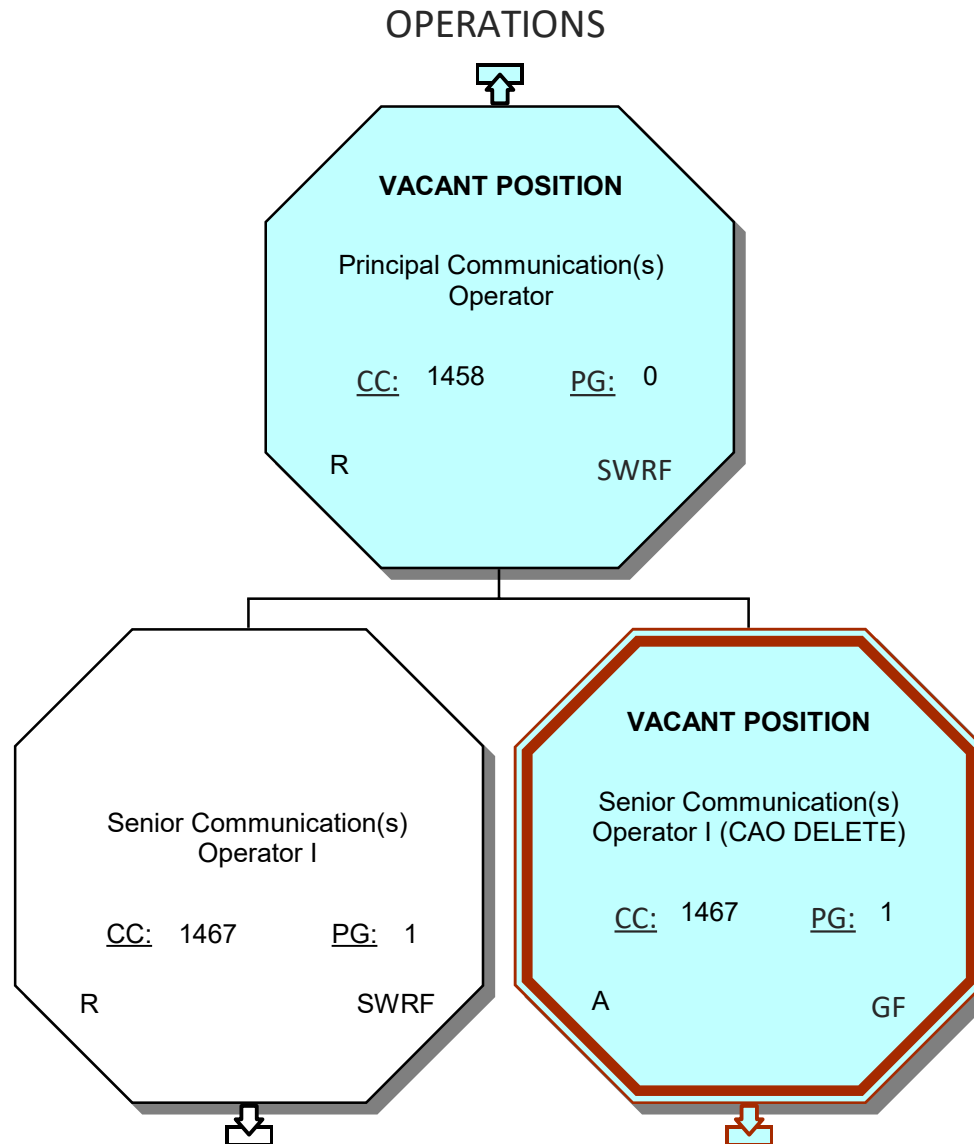 OPERATIONS
VACANT POSITION
Principal Communication(s)
Operator
CC: 1458 PG: 0
R SWRF
Senior Communication(s)
Operator I
CC: 1467 PG: 1
R SWRF
VACANT POSITION
Senior Communication(s)
Operator I (CAO DELETE)
CC: 1467 PG: 1
A GF